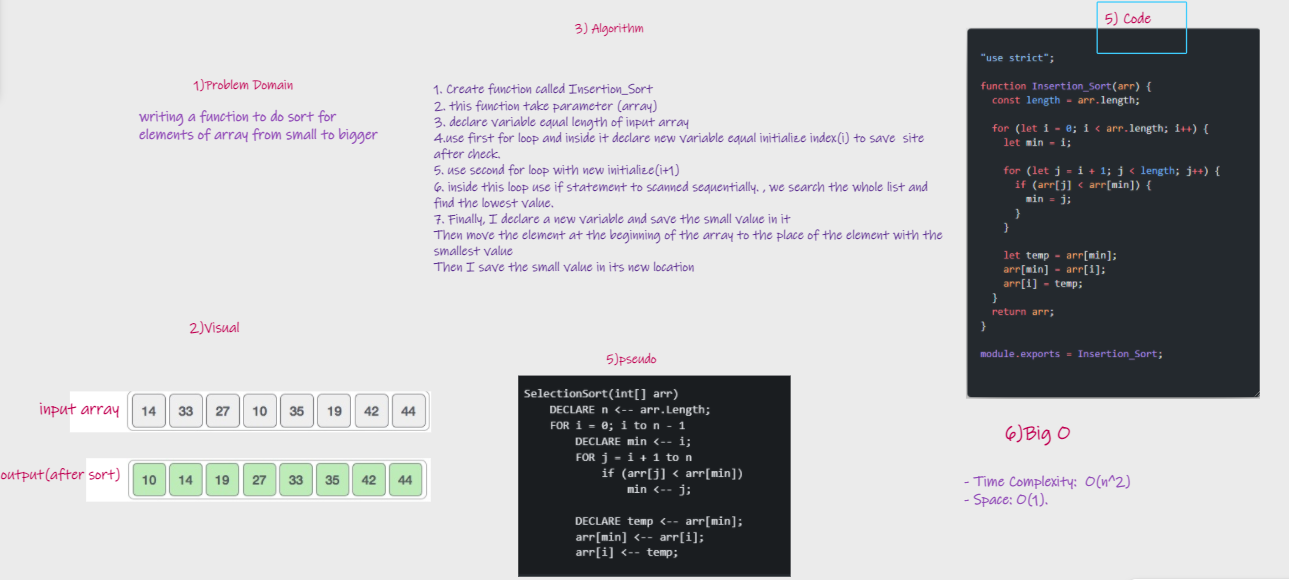 1)Problem Domain
writing a function to do sort for
elements of array from small to bigger
2)Visual
input array
14 33 27 10 35 19 42 44
output(after sort)
10 14 19 27 33 35 42 44
3) Algorithm
1. Create function called Insertion_Sort
2. this function take parameter (array)
3. declare variable equal length of input array
4.use first for loop and inside it declare new variable equal initialize index(i) to save site
after check.
5. use second for loop with new initialize(i+1)
6. inside this loop use if statement to scanned sequentially. , we search the whole list and
find the lowest value.
7. Finally, I declare a new variable and save the small value in it
Then move the element at the beginning of the array to the place of the element with the
smallest value
Then I save the small value in its new location
5)pseudo
SelectionSort(int[] arr)
DECLARE n <-- arr.Length;
FOR i = 0; i to n - 1
DECLARE min <-- i;
FOR j = i + 1 to n
if (arr[j] < arr[min])
min <-- j;
DECLARE temp <-- arr[min];
arr[min] <-- arr[i];
arr[i] <-- temp;
5) Code
"use strict";
function Insertion_Sort(arr) {
const length = arr.length;
for (let i = 0; i < arr.length; i++) {
let min = i;
for (let j = i + 1; j < length; j++) {
if (arr[j] < arr[min]) {
min = j;
}
}
let temp = arr[min];
arr[min] = arr[i];
arr[i] = temp;
}
return arr;
}
module.exports = Insertion_Sort;
6)Big O
- Time Complexity: O(n^2)
- Space: O(1).